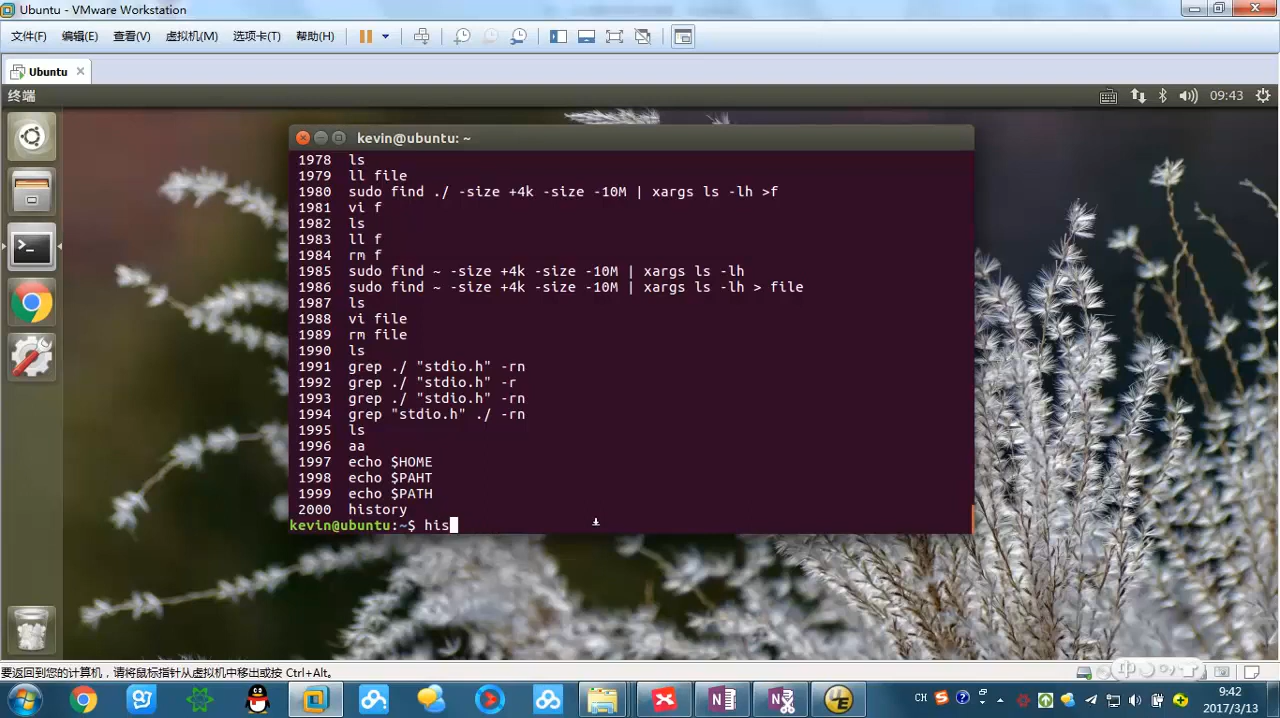 Ubuntu - VMware Workstation
文件(F) 编辑(E) 查看(V) 虚拟机(M) 选项卡(T) 帮助(H)
Ubuntu
终端 09:43
kevin@ubuntu: ~
1978 ls
1979 ll file
1980 sudo find ./ -size +4k -size -10M | xargs ls -lh >f
1981 vi f
1982 ls
1983 ll f
1984 rm f
1985 sudo find ~ -size +4k -size -10M | xargs ls -lh
1986 sudo find ~ -size +4k -size -10M | xargs ls -lh > file
1987 ls
1988 vi file
1989 rm file
1990 ls
1991 grep ./ "stdio.h" -rn
1992 grep ./ "stdio.h" -r
1993 grep ./ "stdio.h" -rn
1994 grep "stdio.h" ./ -rn
1995 ls
1996 aa
1997 echo $HOME
1998 echo $PAHT
1999 echo $PATH
2000 history
kevin@ubuntu:~$ his
要返回到您的计算机，请将鼠标指针从虚拟机中移出或按 Ctrl+Alt。
中
CH 9:42
2017/3/13